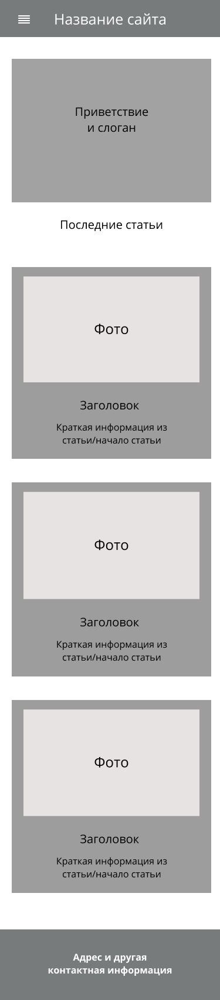 Название сайта
Приветствие
и слоган
Последние статьи
Фото
Заголовок
Краткая информация из
статьи/начало статьи
Фото
Заголовок
Краткая информация из
статьи/начало статьи
Фото
Заголовок
Краткая информация из
статьи/начало статьи
Адрес и другая
контактная информация